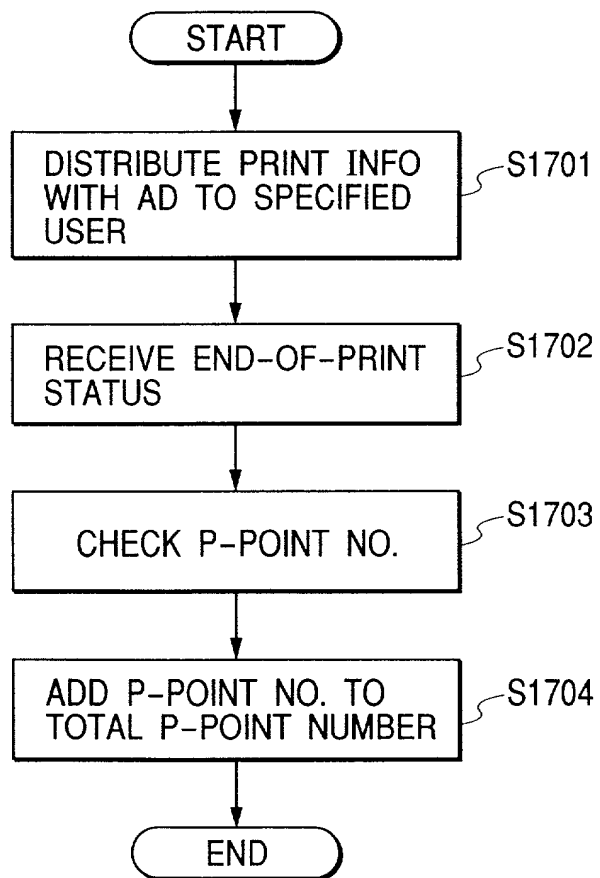 START
DISTRIBUTE PRINT INFO
WITH AD TO SPECIFIED
USER
S1701
RECEIVE END-OF-PRINT
STATUS
S1702
CHECK P-POINT NO.
S1703
ADD P-POINT NO. TO
TOTAL P-POINT NUMBER
S1704
END